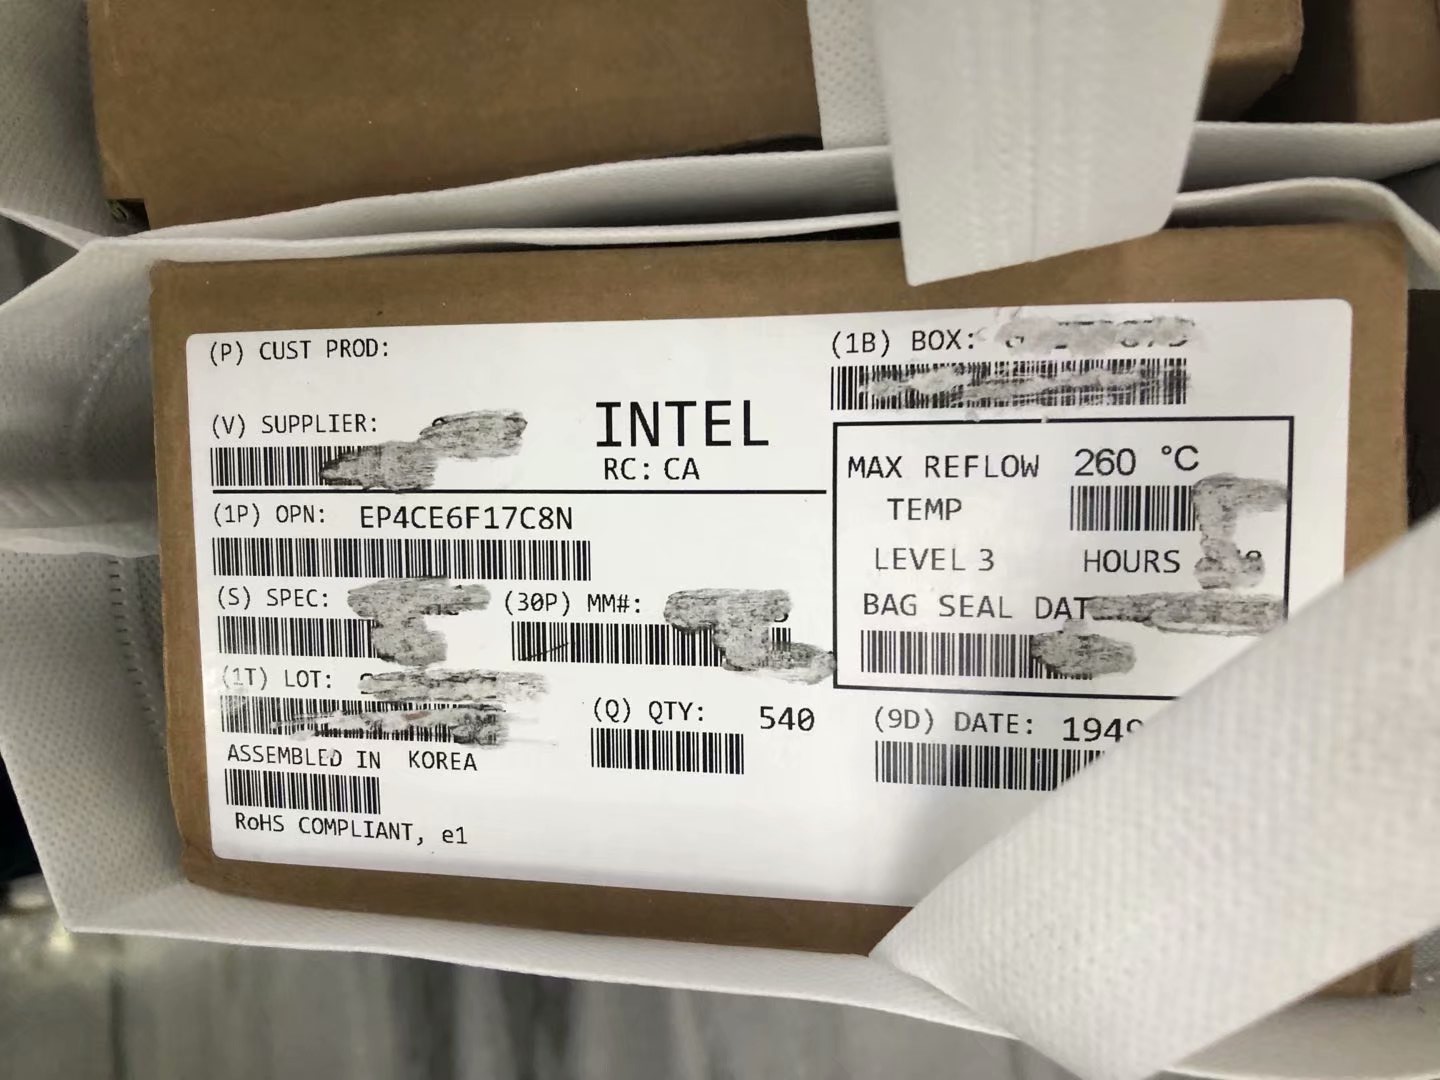 (P) CUST PROD:
(1B) BOX:
(V) SUPPLIER:
INTEL
RC: CA
MAX REFLOW 260 °C
TEMP
LEVEL 3 HOURS
BAG SEAL
(1P) OPN: EP4CE6F17C8N
(S) SPEC:
(30P) MM#:
(1T) LOT:
(Q) QTY: 540
(9D) DATE:
ASSEMBLED IN KOREA
RoHS COMPLIANT, e1